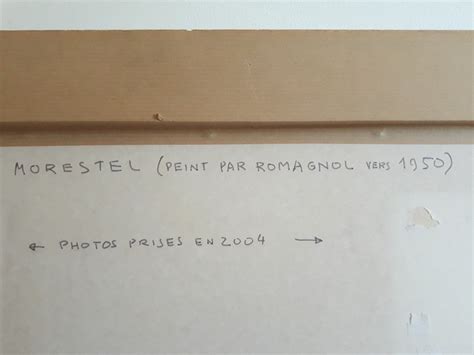 MORESTEL (PEINT PAR ROMAGNOL VERS 1950)
← PHOTOS PRISES EN 2004 →